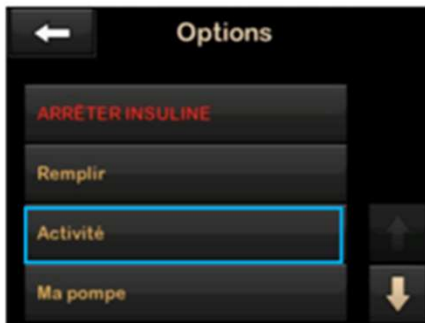 Options
ARRÊTER INSULINE
Remplir
Activité
Ma pompe